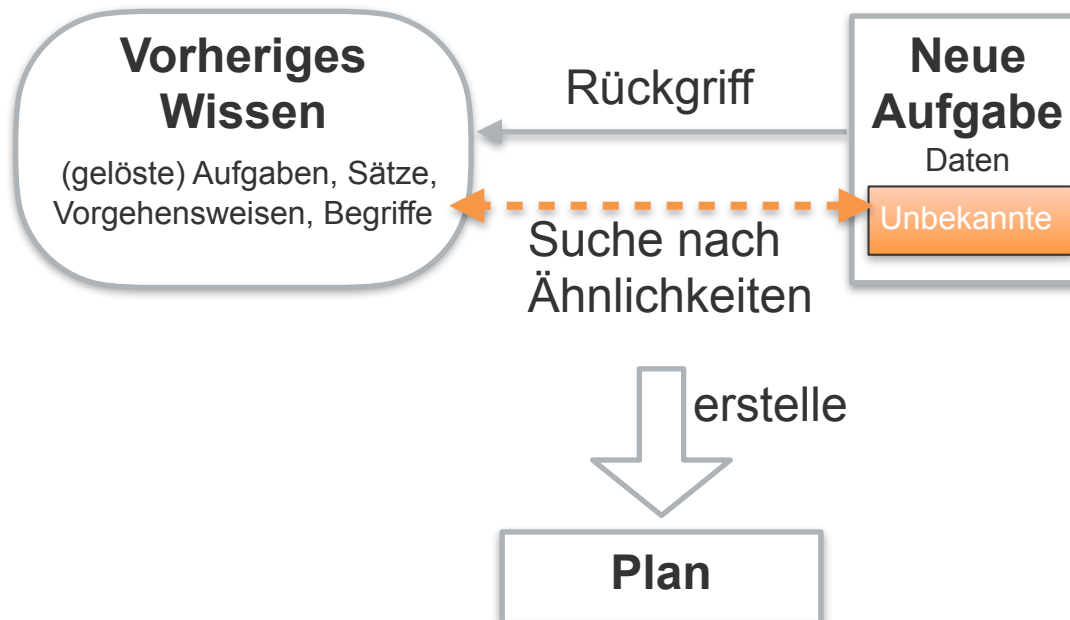 Vorheriges
Wissen
(gelöste) Aufgaben, Sätze,
Vorgehensweisen, Begriffe
Rückgriff
Suche nach
Ähnlichkeiten
Neue
Aufgabe
Daten
Unbekannte
erstelle
Plan